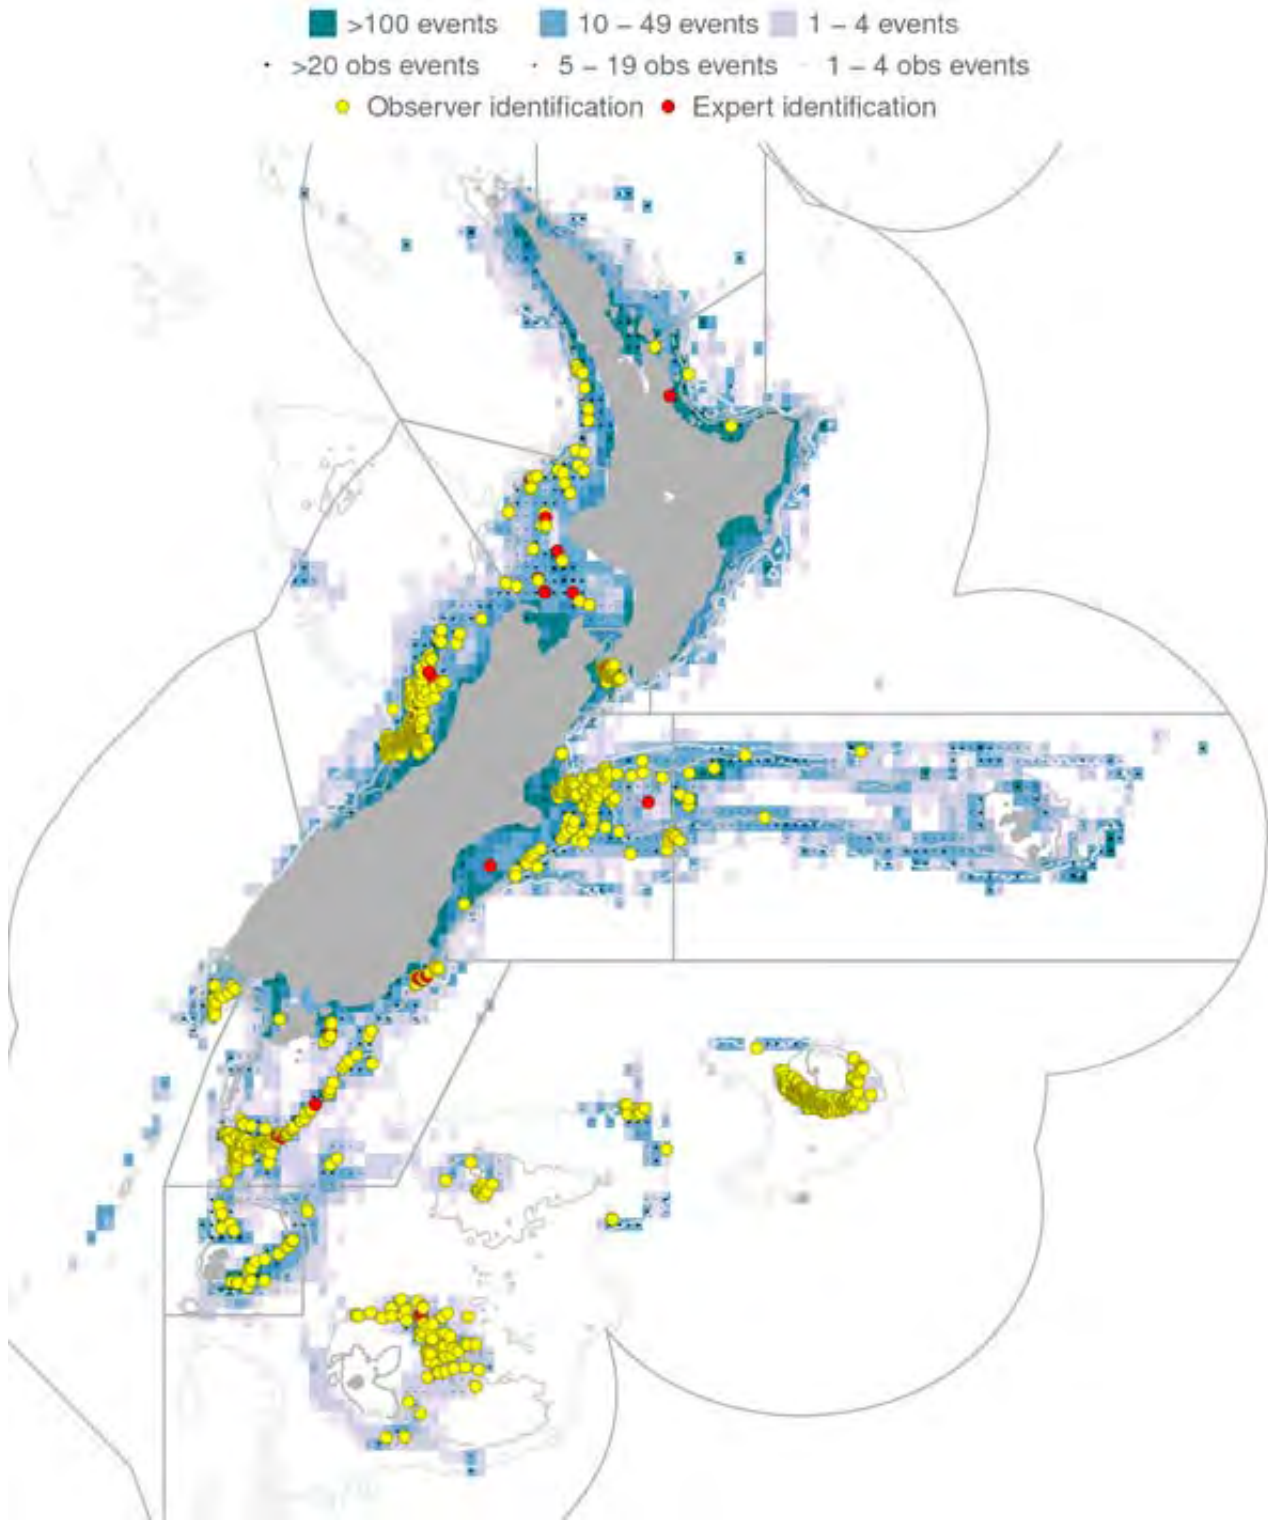 >100 events 10 – 49 events 1 – 4 events
>20 obs events 5 – 19 obs events 1 – 4 obs events
Observer identification Expert identification